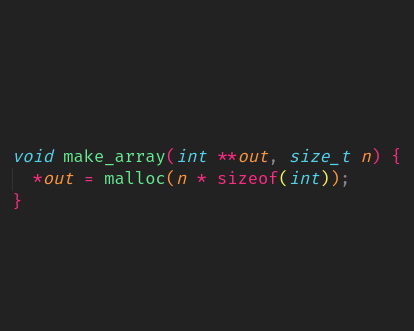 void make_array(int **out, size_t n) {
  *out = malloc(n * sizeof(int));
}